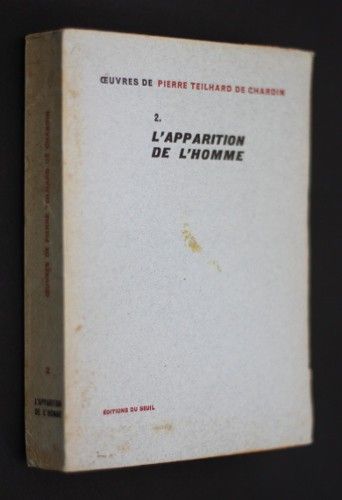 ŒUVRES DE PIERRE TEILHARD DE CHARDIN
2.
L'APPARITION
DE L'HOMME
ÉDITIONS DU SEUIL
ŒUVRES DE PIERRE TEILHARD DE CHARDIN
2
L'APPARITION
DE L'HOMME